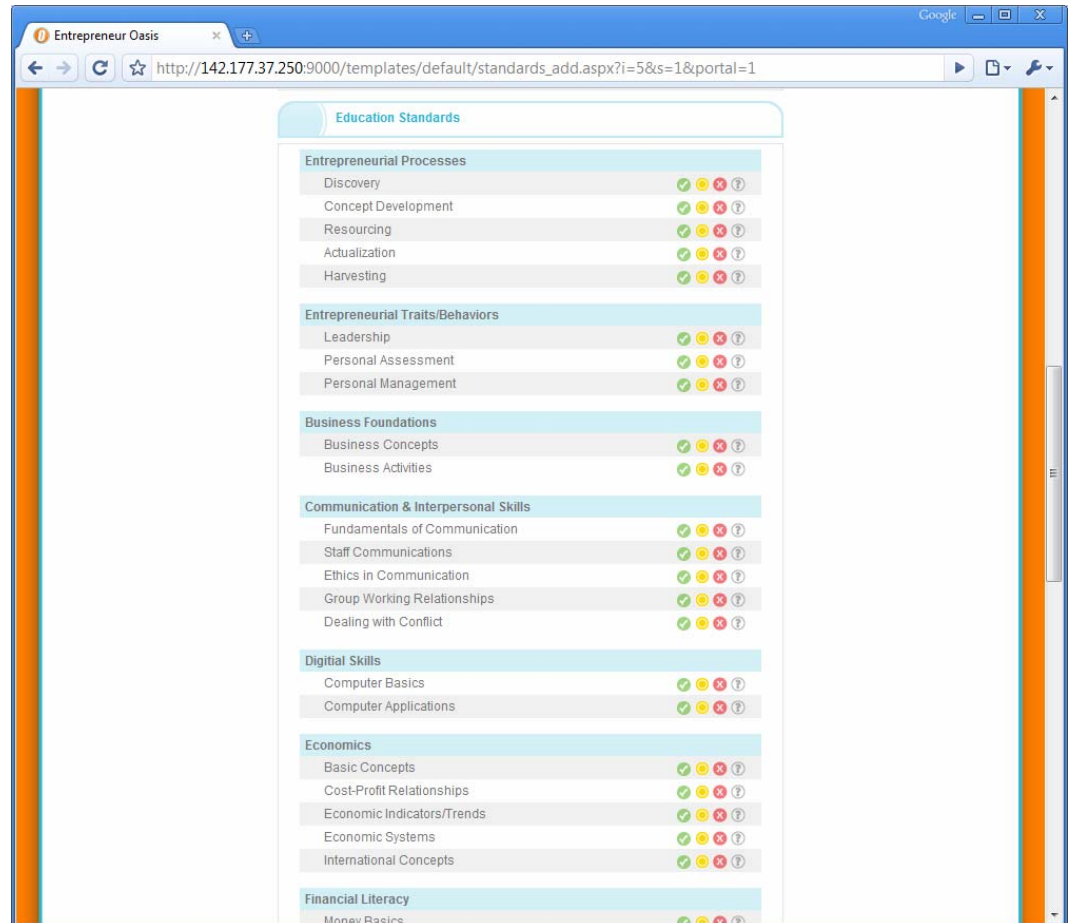 Google
Entrepreneur Oasis
http://142.177.37.250:9000/templates/default/standards_add.aspx?i=5&s=1&portal=1
Education Standards
Entrepreneurial Processes
Discovery
Concept Development
Resourcing
Actualization
Harvesting
Entrepreneurial Traits/Behaviors
Leadership
Personal Assessment
Personal Management
Business Foundations
Business Concepts
Business Activities
Communication & Interpersonal Skills
Fundamentals of Communication
Staff Communications
Ethics in Communication
Group Working Relationships
Dealing with Conflict
Digitial Skills
Computer Basics
Computer Applications
Economics
Basic Concepts
Cost-Profit Relationships
Economic Indicators/Trends
Economic Systems
International Concepts
Financial Literacy
Money Basics